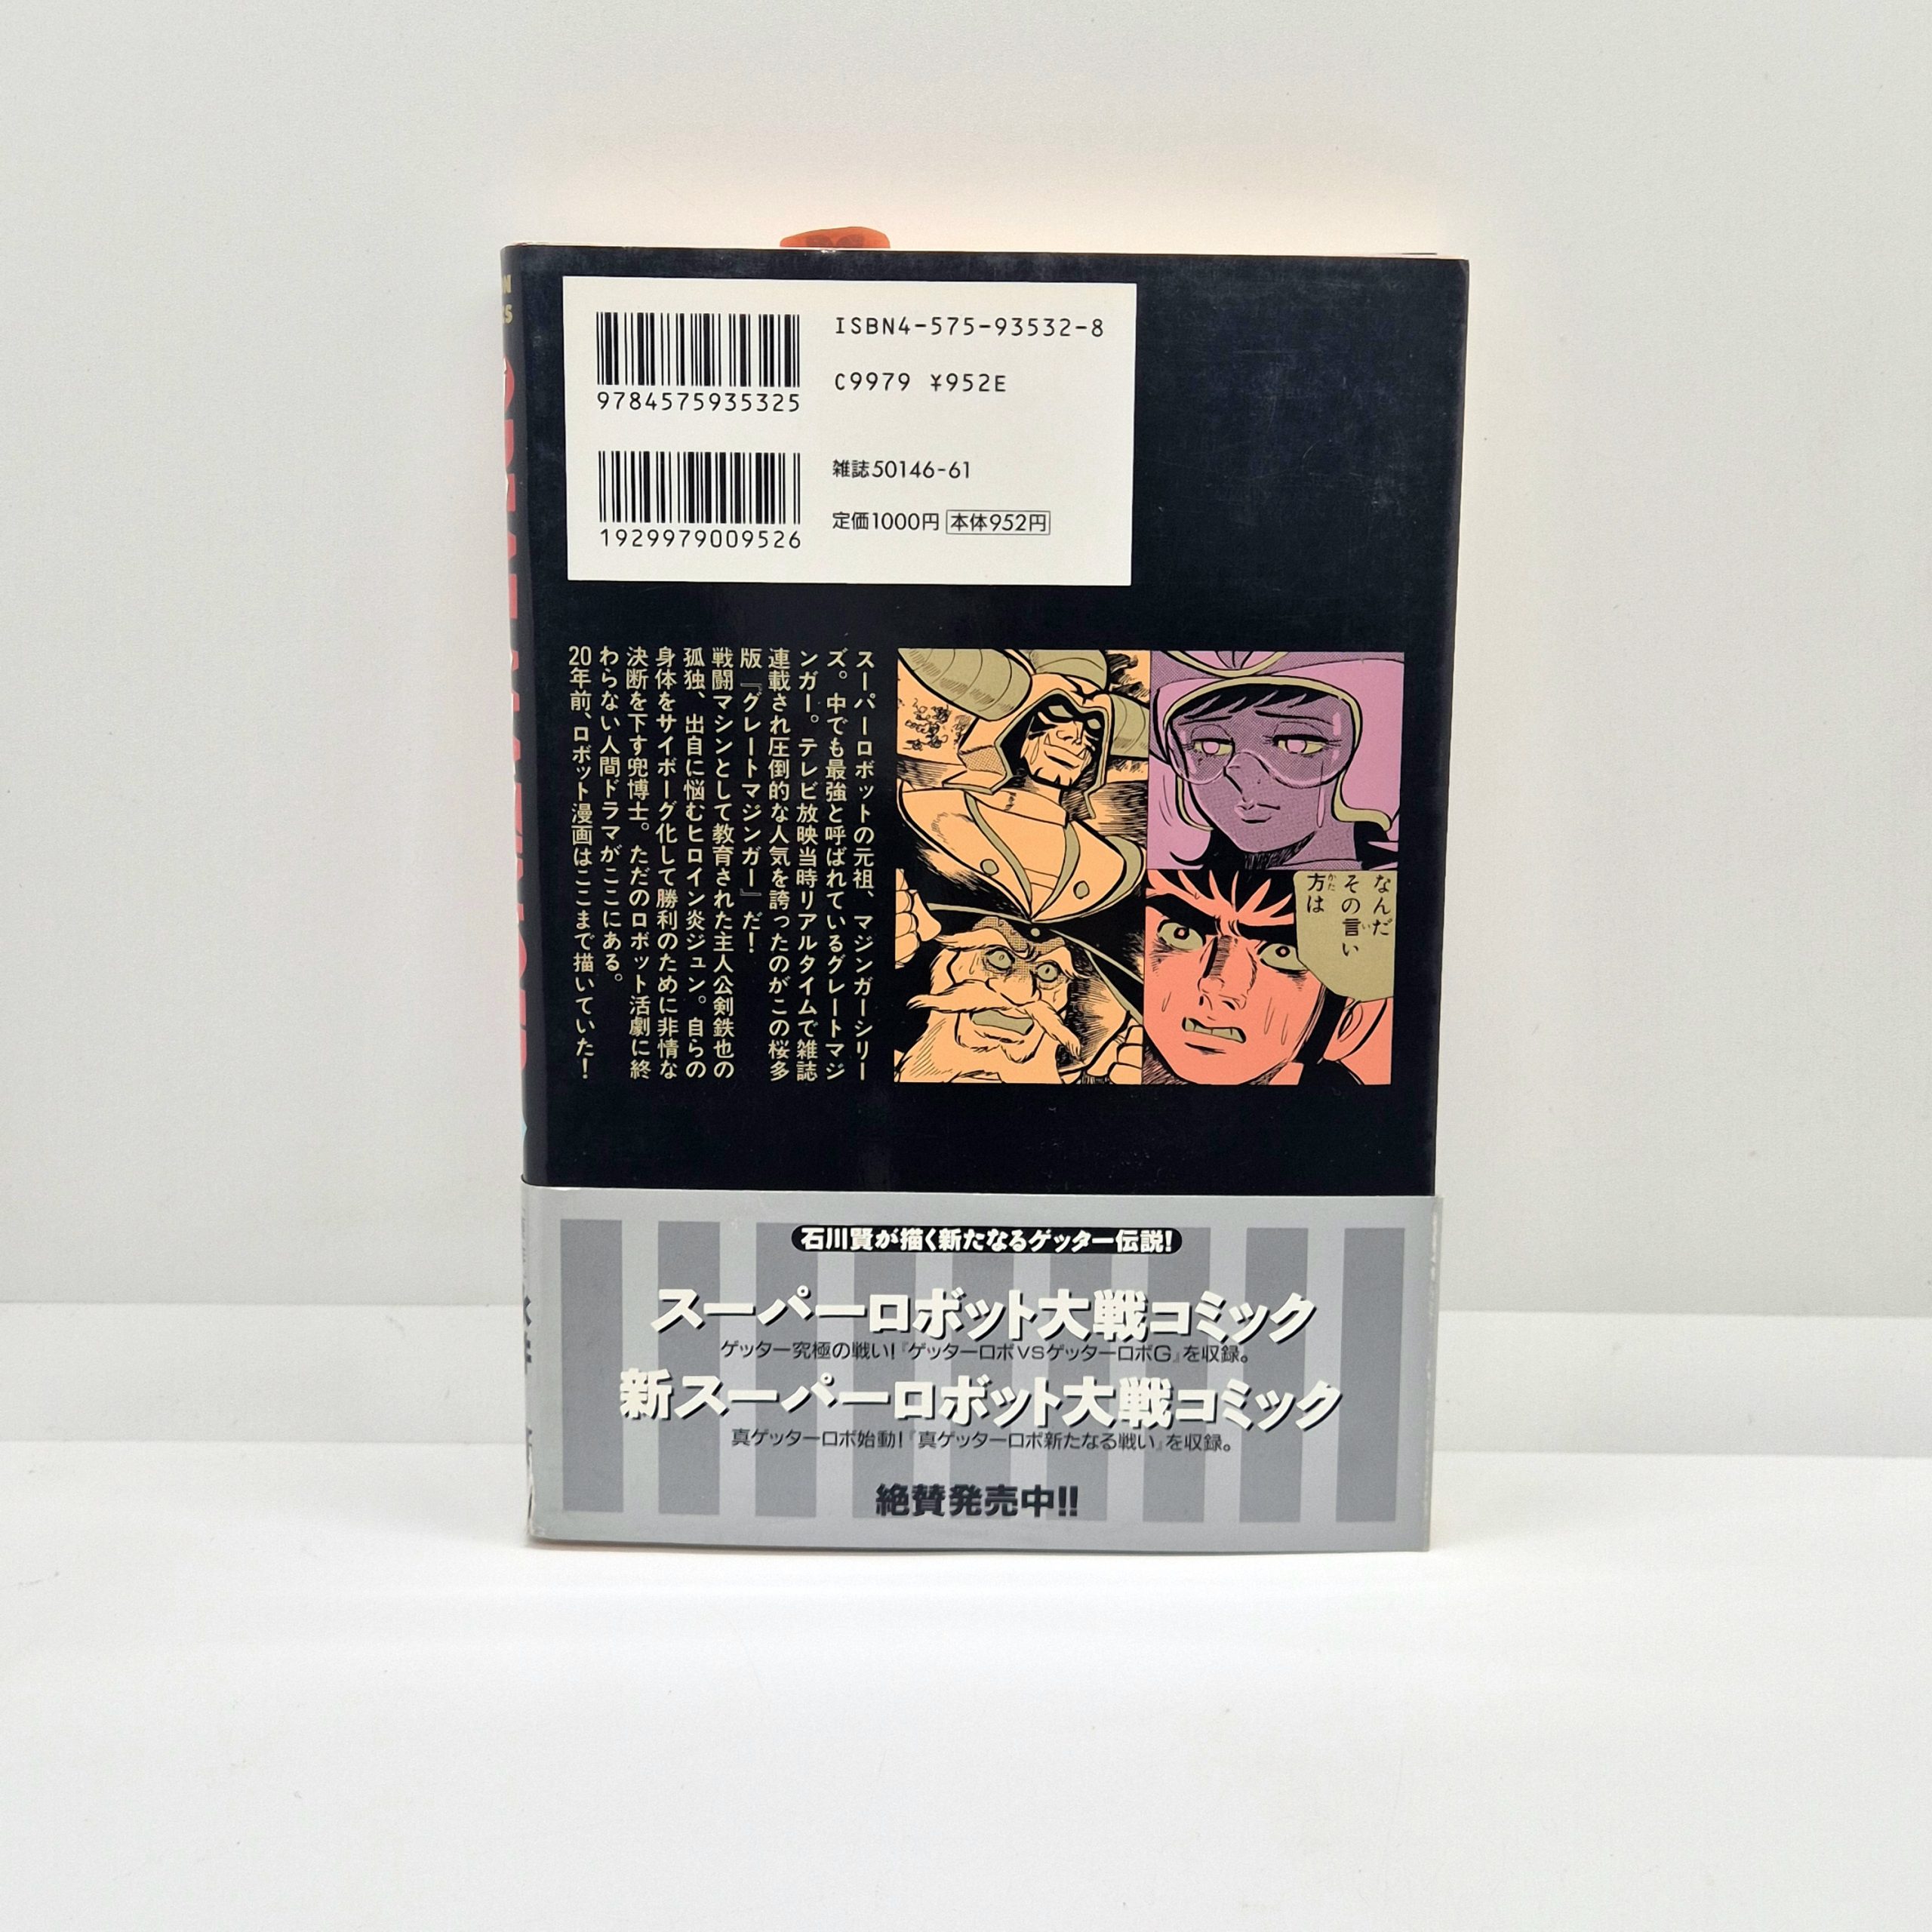 ISBN4-575-93532-8
C9979 ¥952E
9784575935325
雑誌50146-61
定価1000円 本体952円
1929979009526
スーパーロボットの元祖、マジンガーシリー
ズ。中でも最強と呼ばれているグレートマジ
ンガー。テレビ放映当時リアルタイムで雑誌
連載され圧倒的な人気を誇ったのがこの桜多
版『グレートマジンガー』だ！
戦闘マシンとして教育された主人公剣鉄也の
孤独、出自に悩むヒロイン炎ジュン。自らの
身体をサイボーグ化して勝利のために非情な
決断を下す兜博士。ただのロボット活劇に終
わらない人間ドラマがここにある。
20年前、ロボット漫画はここまで描いていた！
なんだ
その言い
方は
石川賢が描く新たなるゲッター伝説！
スーパーロボット大戦コミック
ゲッター究極の戦い！『ゲッターロボVSゲッターロボG』を収録。
新スーパーロボット大戦コミック
真ゲッターロボ始動！『真ゲッターロボ新たなる戦い』を収録。
絶賛発売中!!